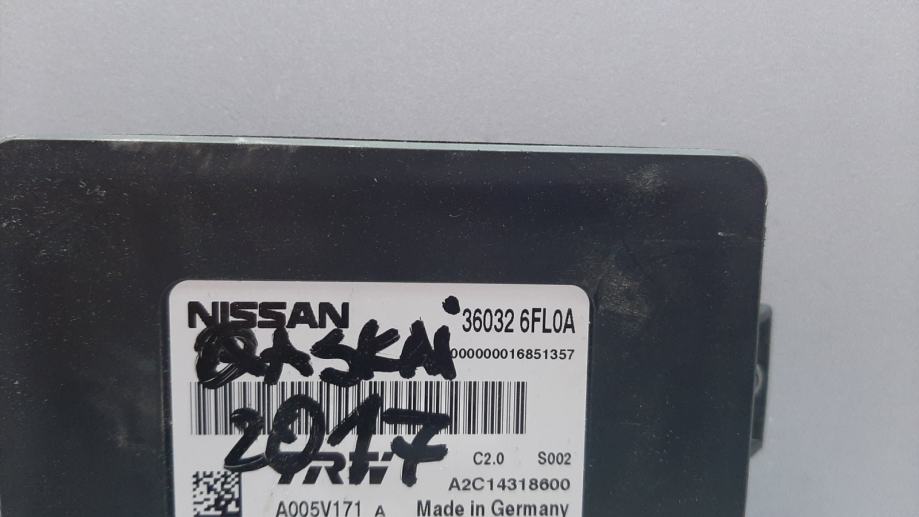 NISSAN 36032 6FL0A
QASKAI 000000016851357
2017
TRW C2.0 S002
A2C14318600
A005V171 A Made in Germany